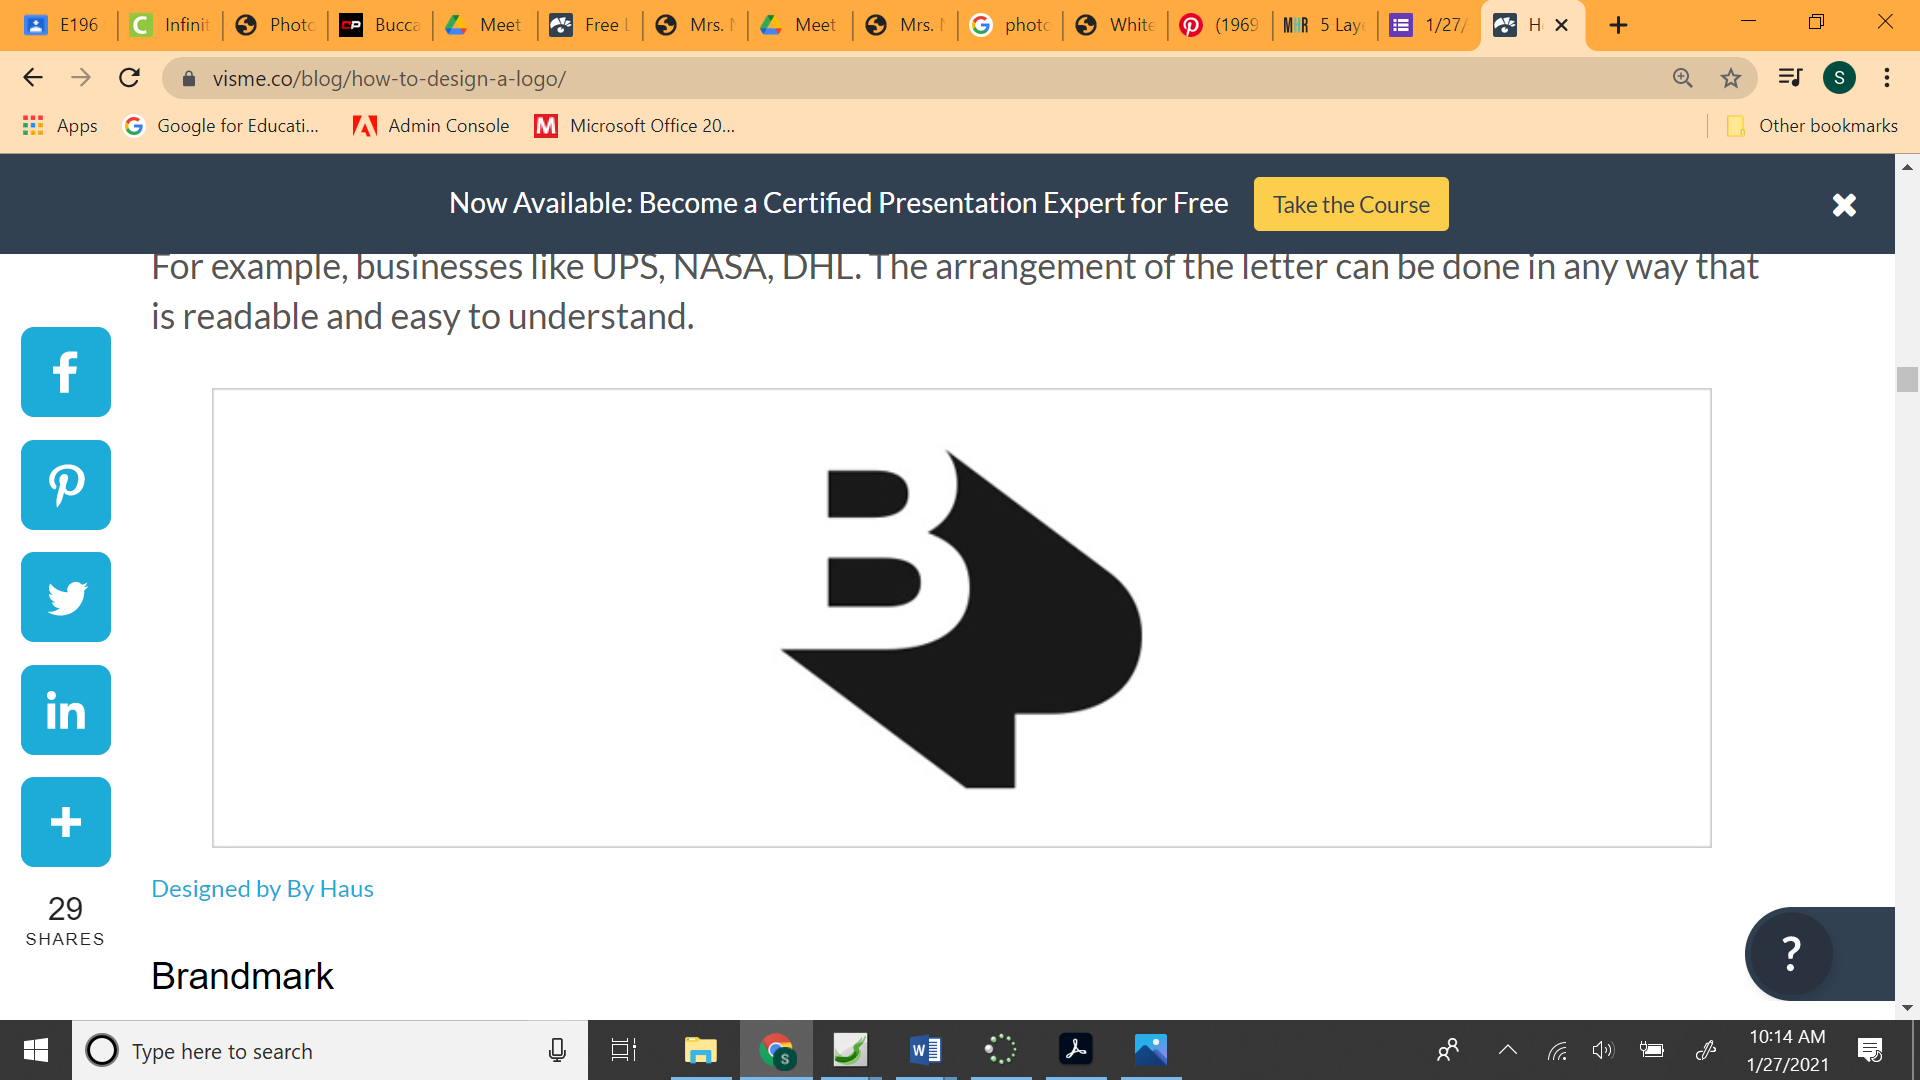 E196
Infinit
Photo
Bucca
Meet
Free L
Mrs. N
Meet
Mrs. N
photo
White
(1969
MHR 5 Laye
1/27/
H
visme.co/blog/how-to-design-a-logo/
S
Apps
Google for Educati...
Admin Console
Microsoft Office 20...
Other bookmarks
Now Available: Become a Certified Presentation Expert for Free
Take the Course
For example, businesses like UPS, NASA, DHL. The arrangement of the letter can be done in any way that
is readable and easy to understand.
B
Designed by By Haus
29
SHARES
Brandmark
?
Type here to search
10:14 AM
1/27/2021